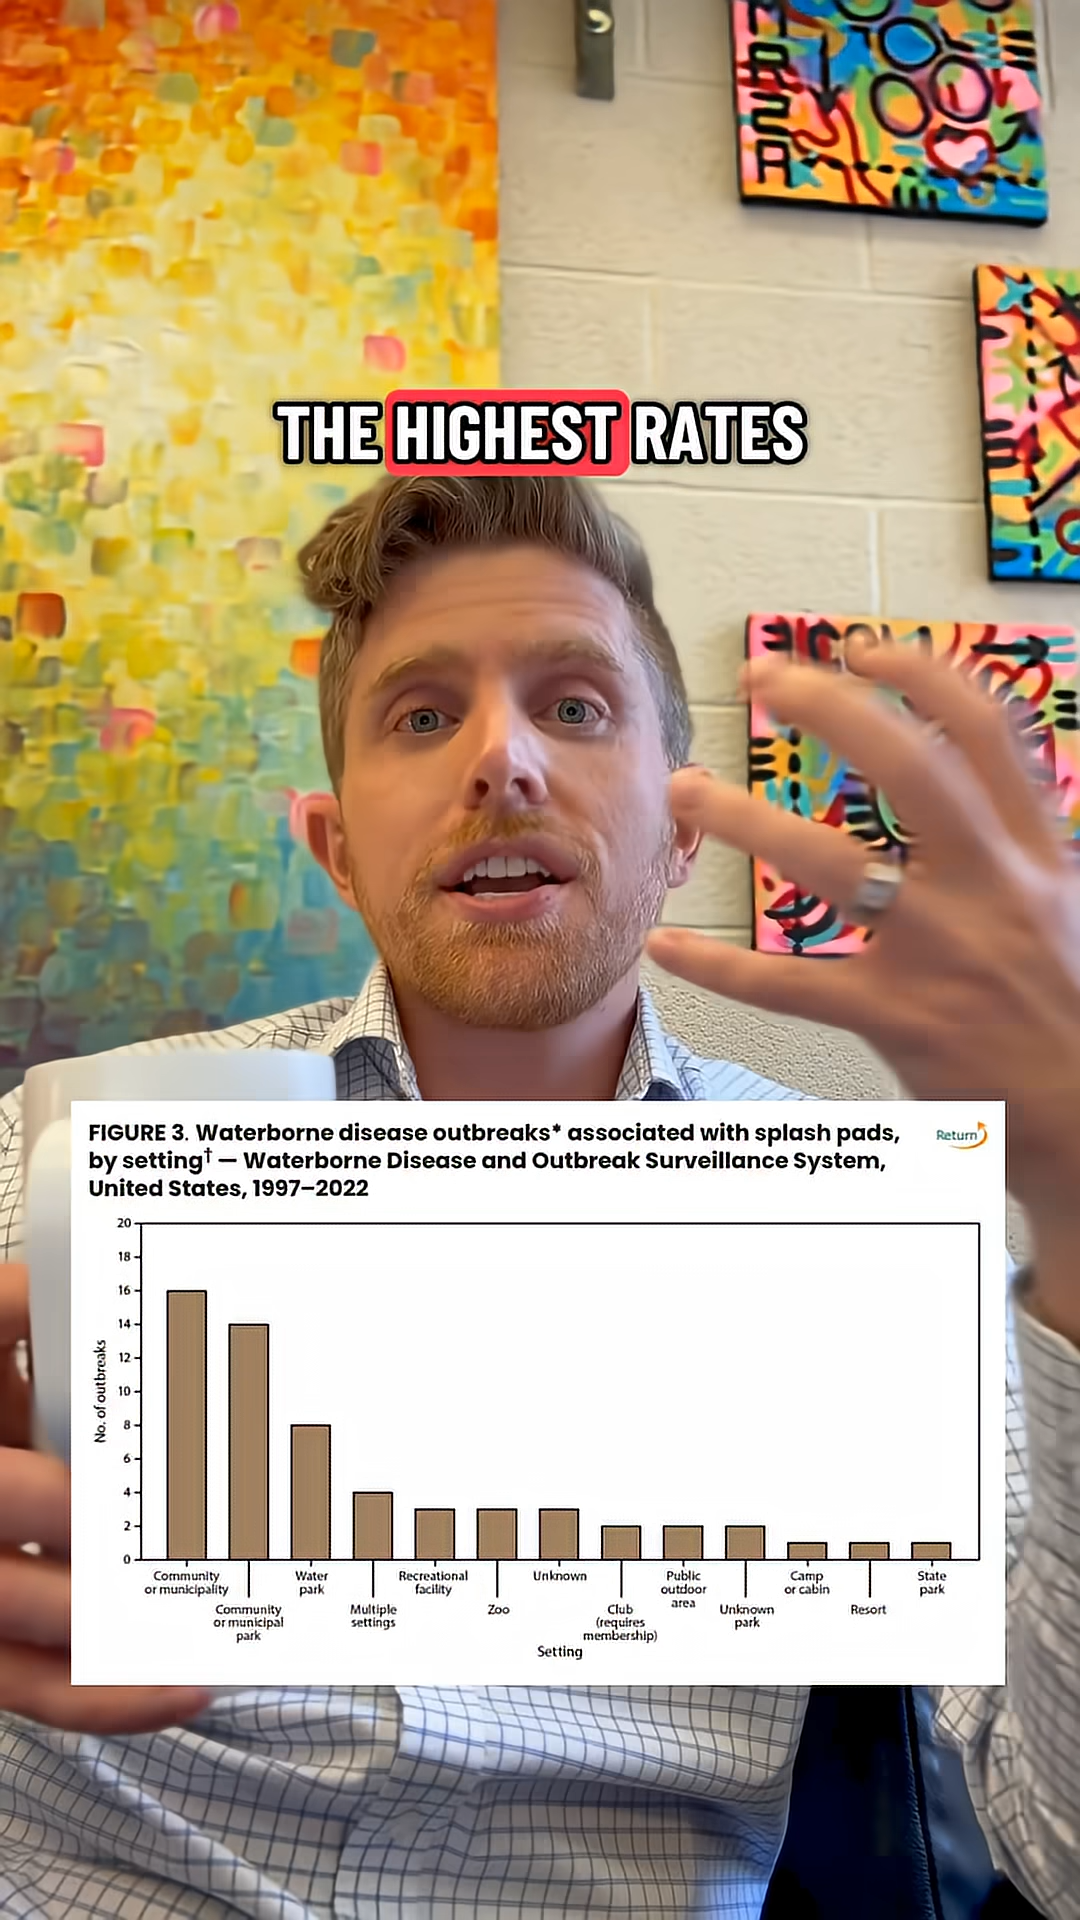 THE HIGHEST RATES
FIGURE 3. Waterborne disease outbreaks* associated with splash pads,
by setting† — Waterborne Disease and Outbreak Surveillance System,
United States, 1997–2022
Return
20
18
16
14
12
10
8
6
4
2
0
No. of outbreaks
Community
or municipality
Community
or municipal
park
Water
park
Multiple
settings
Recreational
facility
Zoo
Unknown
Club
(requires
membership)
Public
outdoor
area
Unknown
park
Camp
or cabin
Resort
State
park
Setting